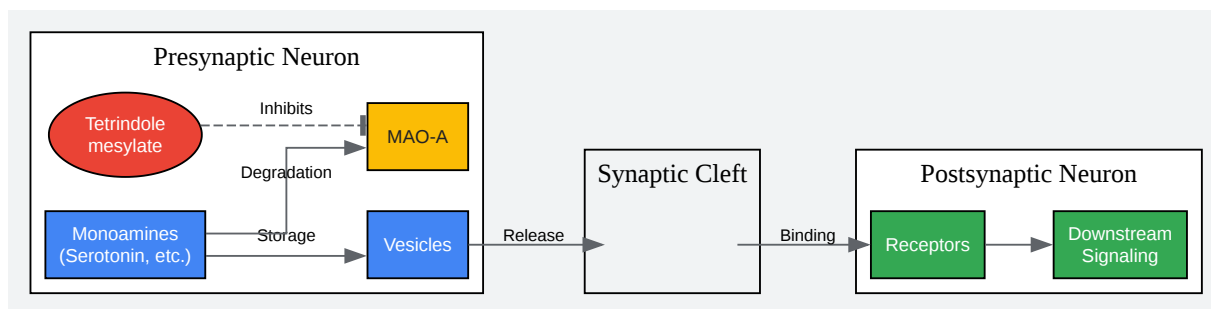 Presynaptic Neuron
Tetrindole
mesylate
Inhibits
MAO-A
Degradation
Monoamines
(Serotonin, etc.)
Storage
Vesicles
Release
Synaptic Cleft
Binding
Postsynaptic Neuron
Receptors
Downstream
Signaling